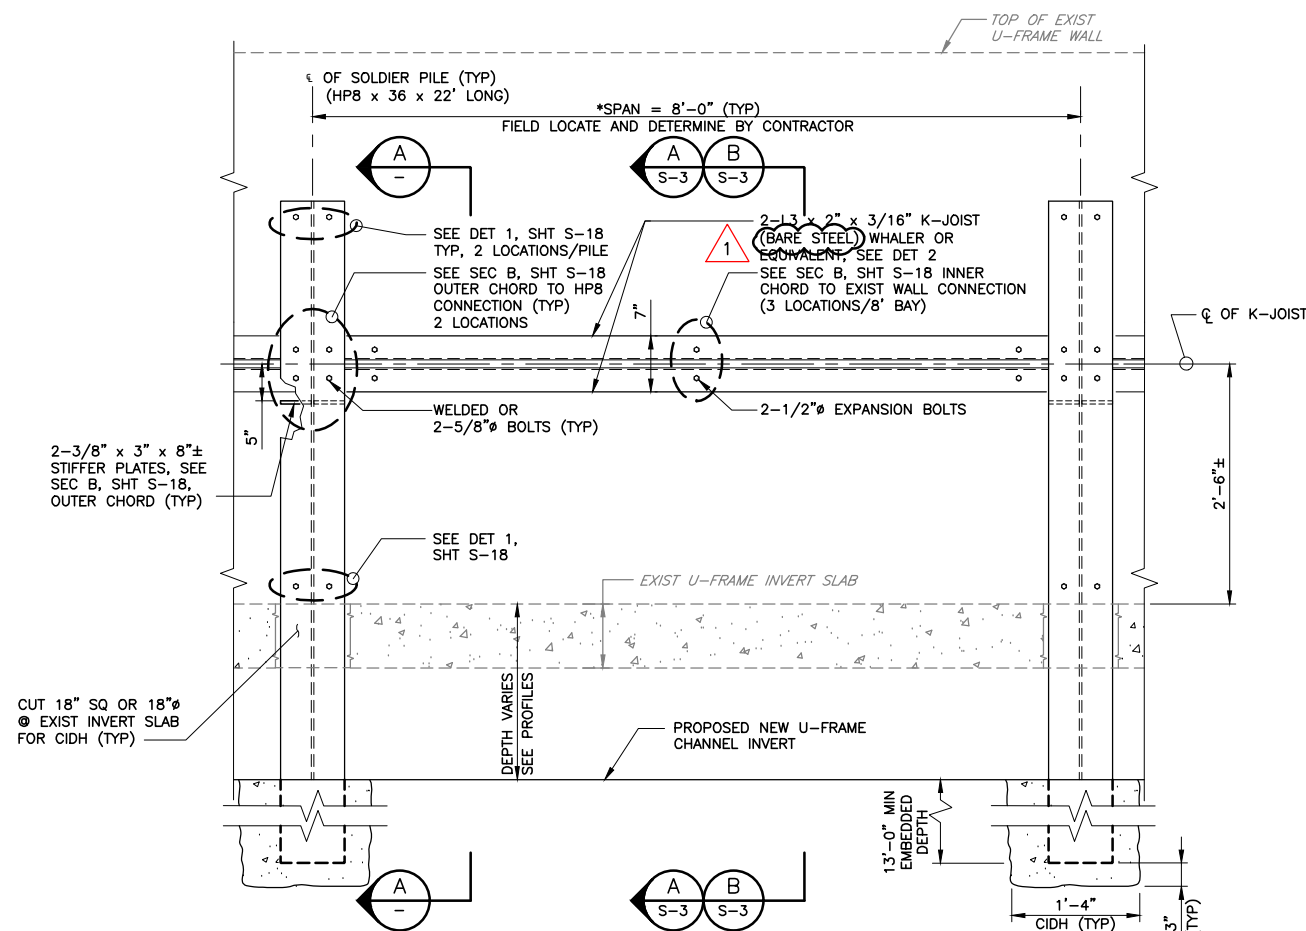 TOP OF EXIST
U-FRAME WALL
℄ OF SOLDIER PILE (TYP)
(HP8 x 36 x 22' LONG)
*SPAN = 8'-0" (TYP)
FIELD LOCATE AND DETERMINE BY CONTRACTOR
A
-
A
S-3
B
S-3
SEE DET 1, SHT S-18
TYP, 2 LOCATIONS/PILE
SEE SEC B, SHT S-18
OUTER CHORD TO HP8
CONNECTION (TYP)
2 LOCATIONS
2-L3 x 2" x 3/16" K-JOIST
(BARE STEEL) WHALER OR
EQUIVALENT, SEE DET 2
1
SEE SEC B, SHT S-18 INNER
CHORD TO EXIST WALL CONNECTION
(3 LOCATIONS/8' BAY)
7"
℄ OF K-JOIST
WELDED OR
2-5/8"ø BOLTS (TYP)
2-1/2"ø EXPANSION BOLTS
5"
2-3/8" x 3" x 8"±
STIFFER PLATES, SEE
SEC B, SHT S-18,
OUTER CHORD (TYP)
2'-6"±
SEE DET 1,
SHT S-18
EXIST U-FRAME INVERT SLAB
CUT 18" SQ OR 18"ø
@ EXIST INVERT SLAB
FOR CIDH (TYP)
DEPTH VARIES
SEE PROFILES
PROPOSED NEW U-FRAME
CHANNEL INVERT
13'-0" MIN
EMBEDDED
DEPTH
A
-
A
S-3
B
S-3
1'-4"
CIDH (TYP)
3"
(TYP)